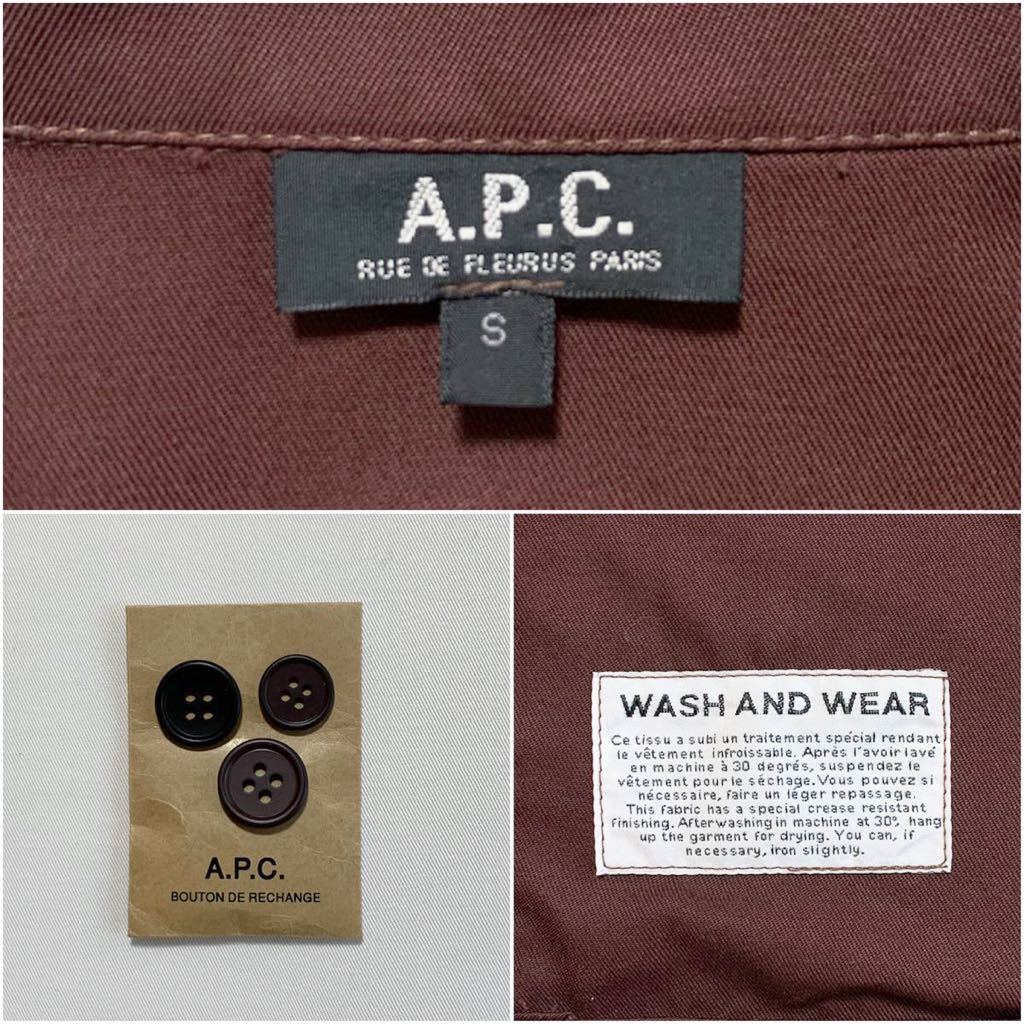 A.P.C.
RUE DE FLEURUS PARIS
S
A.P.C.
BOUTON DE RECHANGE
WASH AND WEAR
Ce tissu a subi un traitement spécial rendant
le vêtement infroissable. Après l'avoir lavé
en machine à 30 degrés, suspendez le
vêtement pour le séchage. Vous pouvez si
nécessaire, faire un léger repassage.
This fabric has a special crease resistant
finishing. After washing in machine at 30°, hang
up the garment for drying. You can, if
necessary, iron slightly.